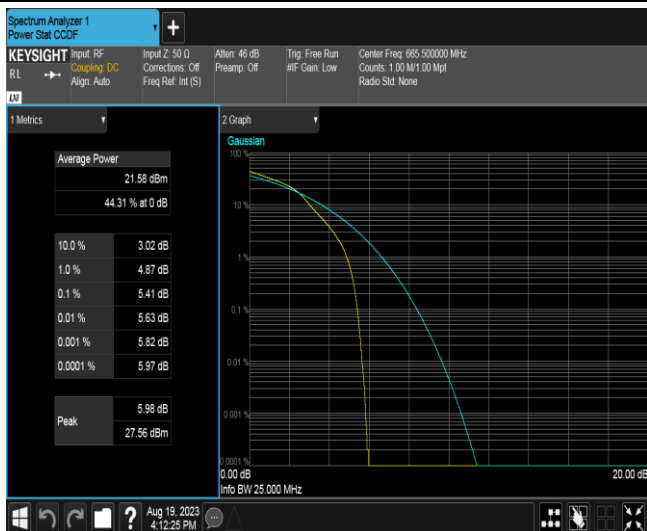 Spectrum Analyzer 1
Power Stat CCDF
+
KEYSIGHT
RL
LXI
Input: RF
Coupling: DC
Align: Auto
Input Z: 50 Ω
Corrections: Off
Freq Ref: Int (S)
Atten: 46 dB
Preamp: Off
Trig: Free Run
#IF Gain: Low
Center Freq: 665.500000 MHz
Counts: 1.00 M/1.00 Mpt
Radio Std: None
1 Metrics
Average Power
21.58 dBm
44.31 % at 0 dB
10.0 % 3.02 dB
1.0 % 4.87 dB
0.1 % 5.41 dB
0.01 % 5.63 dB
0.001 % 5.82 dB
0.0001 % 5.97 dB
Peak
5.98 dB
27.56 dBm
2 Graph
Gaussian
100 %
10 %
1 %
0.1 %
0.01 %
0.001 %
0.0001 %
0.00 dB 20.00 dB
Info BW 25.000 MHz
?
Aug 19, 2023
4:12:25 PM